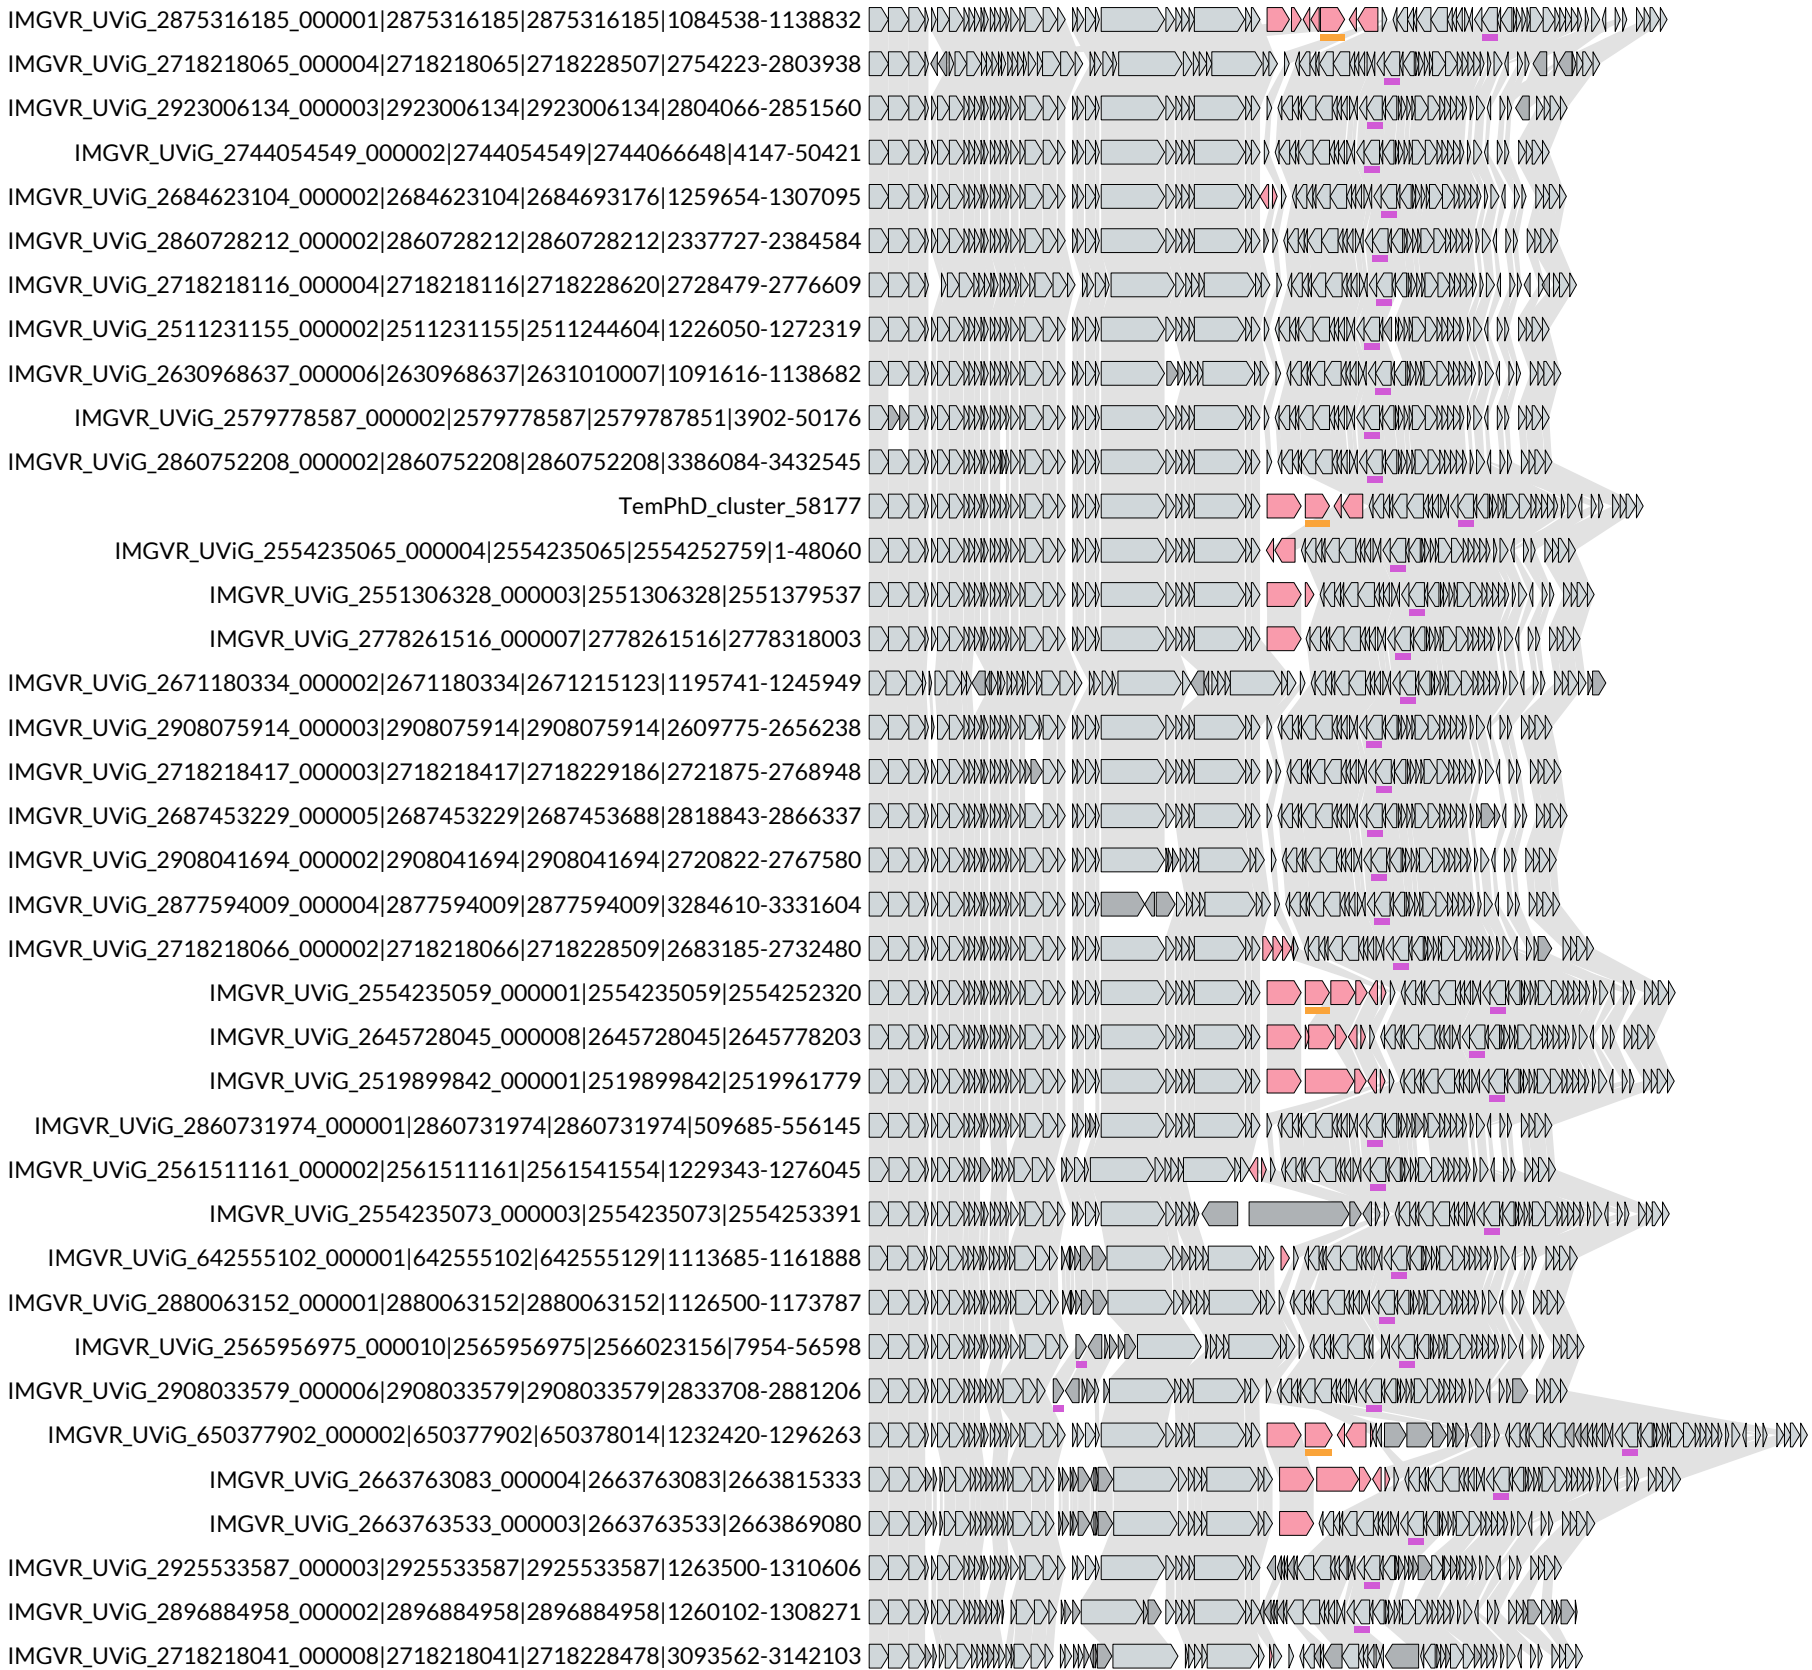 IMGVR_UViG_2875316185_000001|2875316185|2875316185|1084538-1138832
IMGVR_UViG_2718218065_000004|2718218065|2718228507|2754223-2803938
IMGVR_UViG_2923006134_000003|2923006134|2923006134|2804066-2851560
IMGVR_UViG_2744054549_000002|2744054549|2744066648|4147-50421
IMGVR_UViG_2684623104_000002|2684623104|2684693176|1259654-1307095
IMGVR_UViG_2860728212_000002|2860728212|2860728212|2337727-2384584
IMGVR_UViG_2718218116_000004|2718218116|2718228620|2728479-2776609
IMGVR_UViG_2511231155_000002|2511231155|2511244604|1226050-1272319
IMGVR_UViG_2630968637_000006|2630968637|2631010007|1091616-1138682
IMGVR_UViG_2579778587_000002|2579778587|2579787851|3902-50176
IMGVR_UViG_2860752208_000002|2860752208|2860752208|3386084-3432545
TemPhD_cluster_58177
IMGVR_UViG_2554235065_000004|2554235065|2554252759|1-48060
IMGVR_UViG_2551306328_000003|2551306328|2551379537
IMGVR_UViG_2778261516_000007|2778261516|2778318003
IMGVR_UViG_2671180334_000002|2671180334|2671215123|1195741-1245949
IMGVR_UViG_2908075914_000003|2908075914|2908075914|2609775-2656238
IMGVR_UViG_2718218417_000003|2718218417|2718229186|2721875-2768948
IMGVR_UViG_2687453229_000005|2687453229|2687453688|2818843-2866337
IMGVR_UViG_2908041694_000002|2908041694|2908041694|2720822-2767580
IMGVR_UViG_2877594009_000004|2877594009|2877594009|3284610-3331604
IMGVR_UViG_2718218066_000002|2718218066|2718228509|2683185-2732480
IMGVR_UViG_2554235059_000001|2554235059|2554252320
IMGVR_UViG_2645728045_000008|2645728045|2645778203
IMGVR_UViG_2519899842_000001|2519899842|2519961779
IMGVR_UViG_2860731974_000001|2860731974|2860731974|509685-556145
IMGVR_UViG_2561511161_000002|2561511161|2561541554|1229343-1276045
IMGVR_UViG_2554235073_000003|2554235073|2554253391
IMGVR_UViG_642555102_000001|642555102|642555129|1113685-1161888
IMGVR_UViG_2880063152_000001|2880063152|2880063152|1126500-1173787
IMGVR_UViG_2565956975_000010|2565956975|2566023156|7954-56598
IMGVR_UViG_2908033579_000006|2908033579|2908033579|2833708-2881206
IMGVR_UViG_650377902_000002|650377902|650378014|1232420-1296263
IMGVR_UViG_2663763083_000004|2663763083|2663815333
IMGVR_UViG_2663763533_000003|2663763533|2663869080
IMGVR_UViG_2925533587_000003|2925533587|2925533587|1263500-1310606
IMGVR_UViG_2896884958_000002|2896884958|2896884958|1260102-1308271
IMGVR_UViG_2718218041_000008|2718218041|2718228478|3093562-3142103